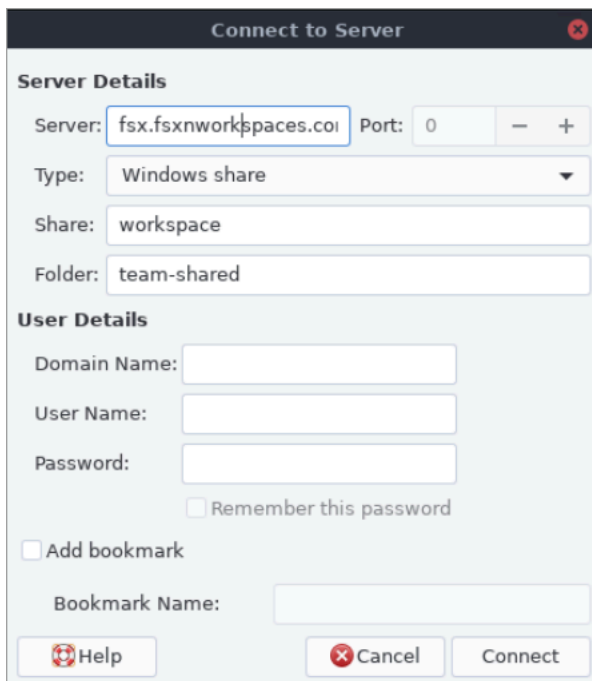 Connect to Server
Server Details
Server: fsx.fsxnworkspaces.co Port: 0 − +
Type: Windows share
Share: workspace
Folder: team-shared
User Details
Domain Name:
User Name:
Password:
Remember this password
Add bookmark
Bookmark Name:
Help Cancel Connect